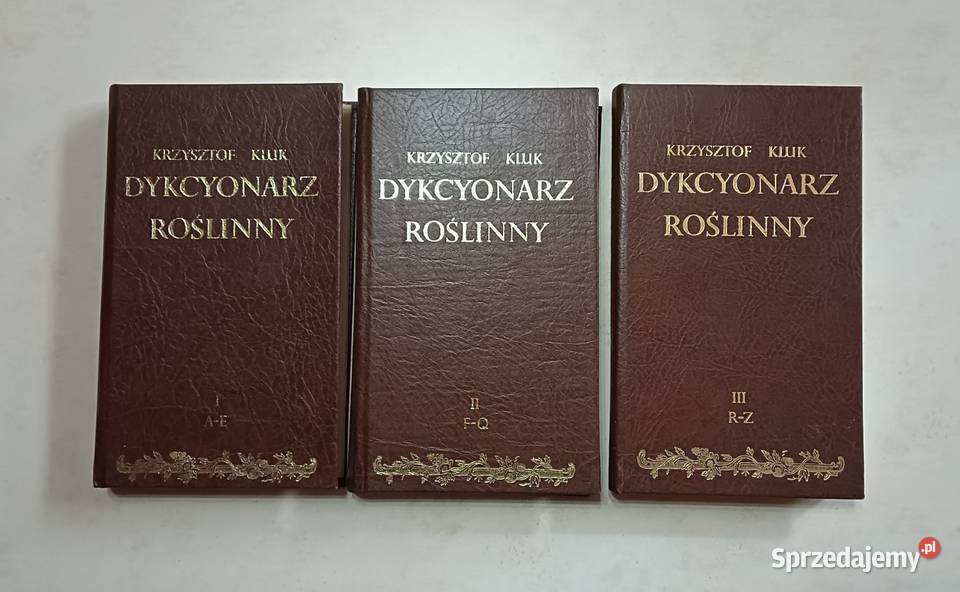 KRZYSZTOF KLUK
DYKCYONARZ
ROŚLINNY
I
A-E
KRZYSZTOF KLUK
DYKCYONARZ
ROŚLINNY
II
F-Q
KRZYSZTOF KLUK
DYKCYONARZ
ROŚLINNY
III
R-Z
Sprzedajemy.pl